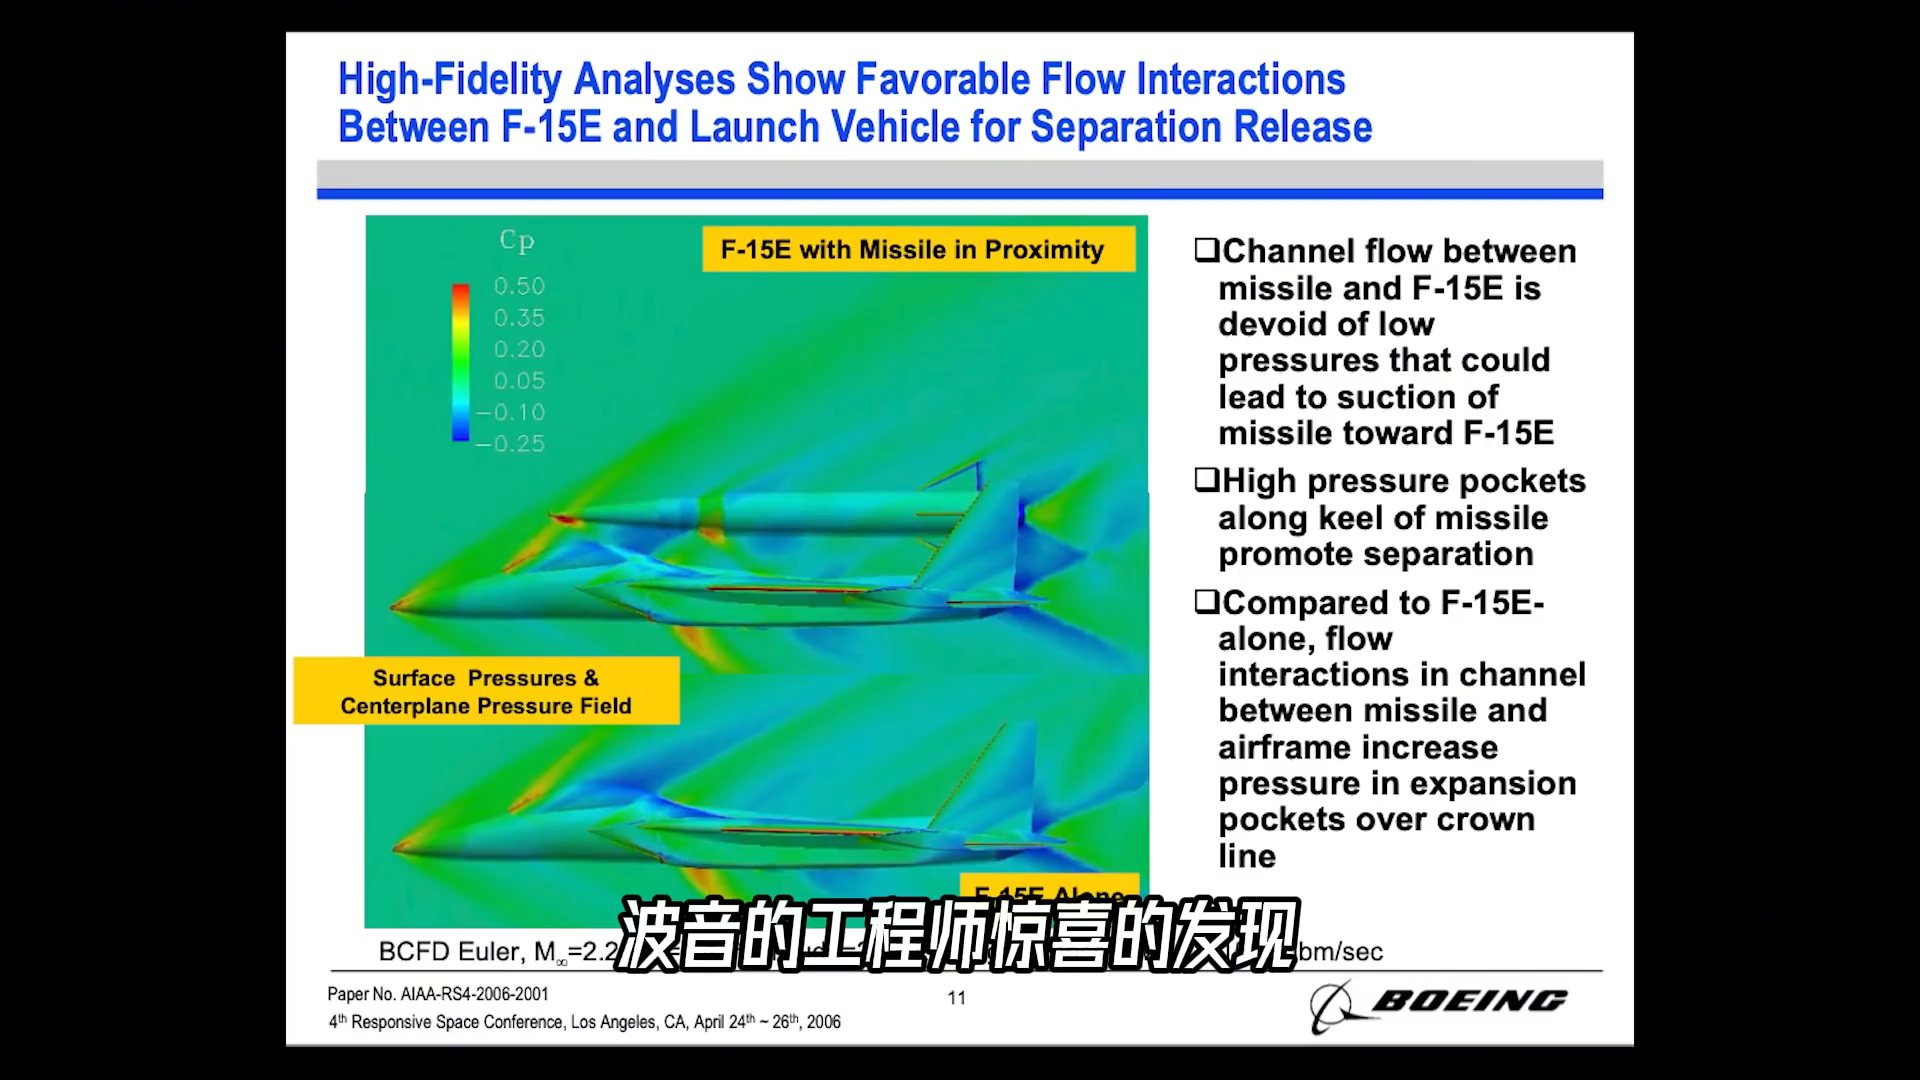 High-Fidelity Analyses Show Favorable Flow Interactions
Between F-15E and Launch Vehicle for Separation Release
Cp
0.50
0.35
0.20
0.05
−0.10
−0.25
F-15E with Missile in Proximity
Surface Pressures &
Centerplane Pressure Field
F-15E Alone
❑Channel flow between
missile and F-15E is
devoid of low
pressures that could
lead to suction of
missile toward F-15E
❑High pressure pockets
along keel of missile
promote separation
❑Compared to F-15E-
alone, flow
interactions in channel
between missile and
airframe increase
pressure in expansion
pockets over crown
line
BCFD Euler, M∞=2.2
bm/sec
波音的工程师惊喜的发现
Paper No. AIAA-RS4-2006-2001
4th Responsive Space Conference, Los Angeles, CA, April 24th ~ 26th, 2006
11
BOEING